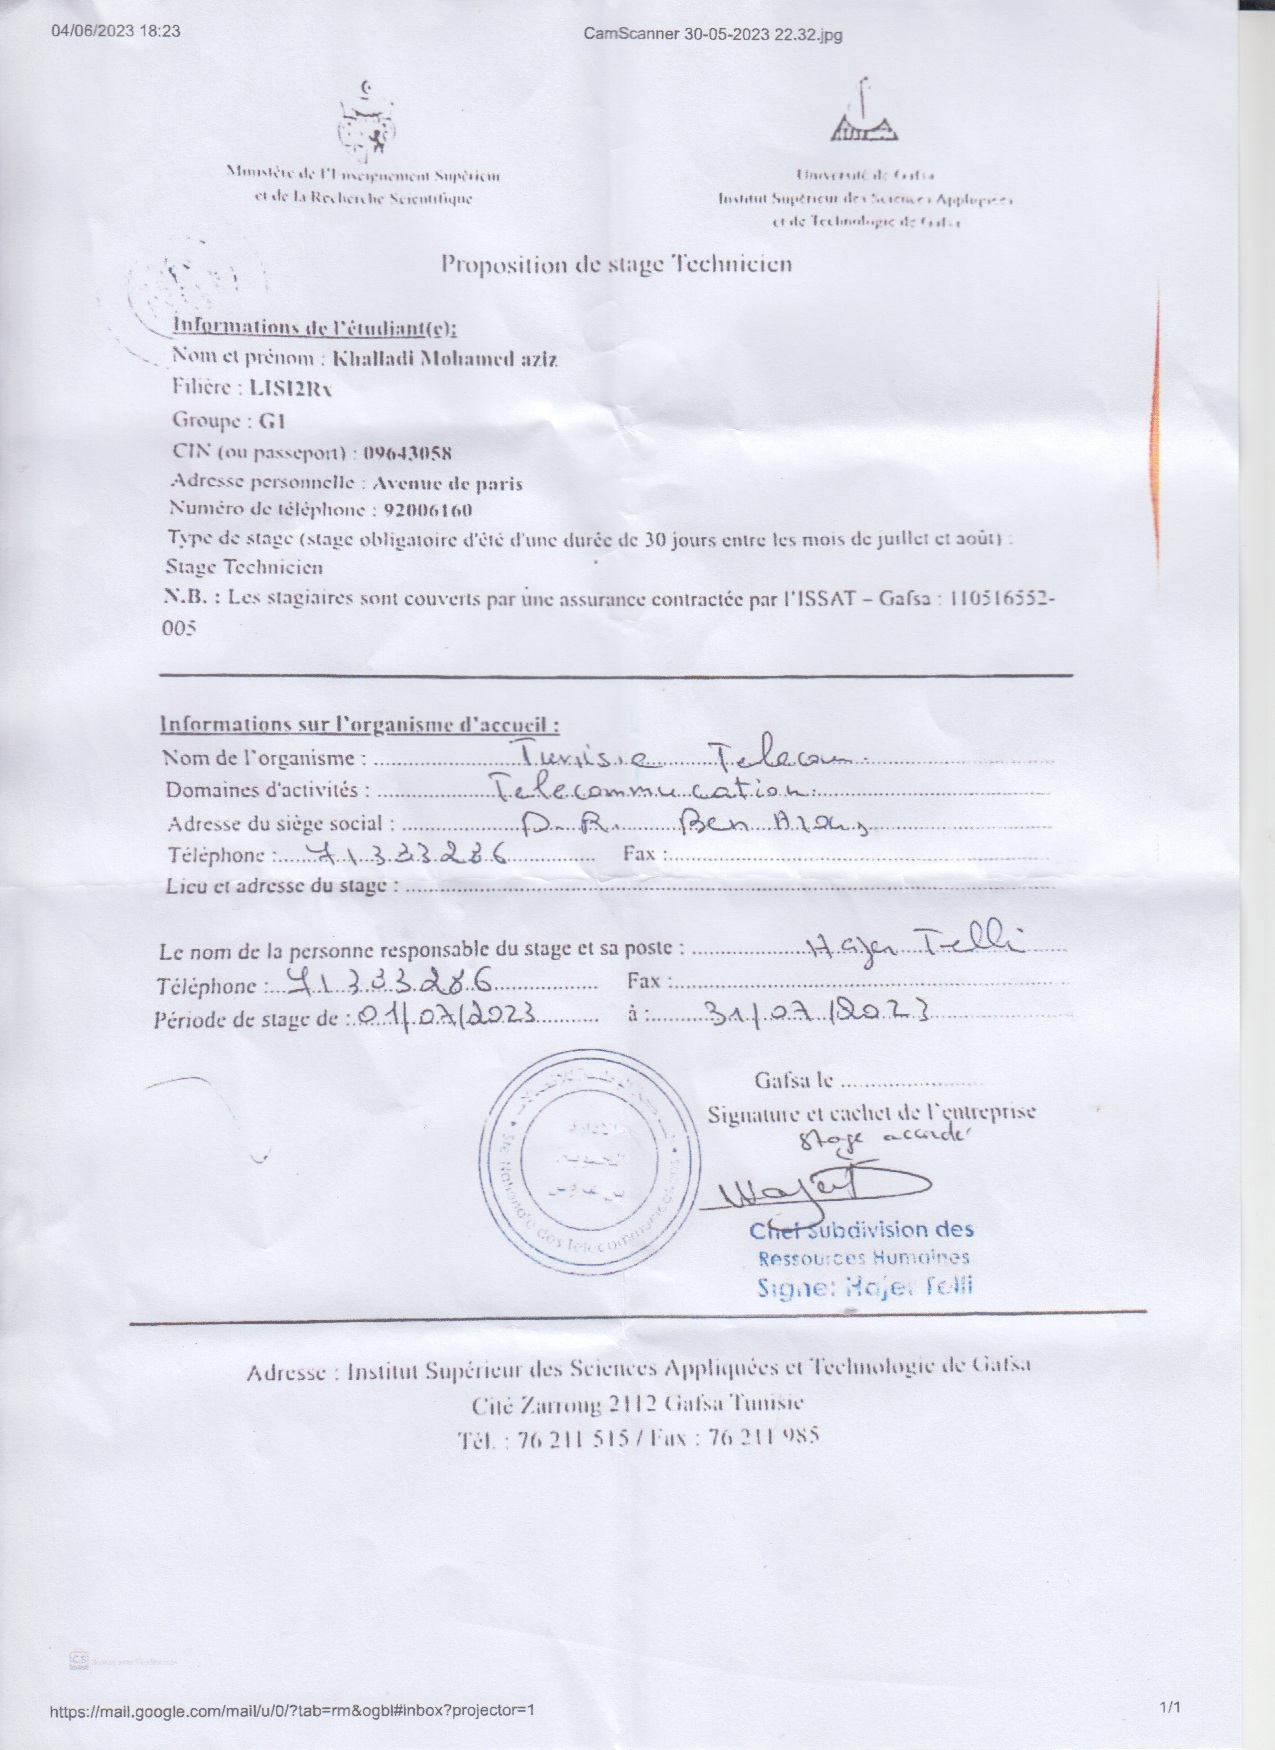 04/06/2023 18:23
CamScanner 30-05-2023 22.32.jpg
Ministère de l'Enseignement Supérieur
et de la Recherche Scientifique
Université de Gafsa
Institut Supérieur des Sciences Appliquées
et de Technologie de Gafsa
Proposition de stage Technicien
Informations de l'étudiant(e):
Nom et prénom : Khalladi Mohamed aziz
Filière : LISI2Rx
Groupe : G1
CIN (ou passeport) : 09643058
Adresse personnelle : Avenue de paris
Numéro de téléphone : 92006160
Type de stage (stage obligatoire d'été d'une durée de 30 jours entre les mois de juillet et août) :
Stage Technicien
N.B. : Les stagiaires sont couverts par une assurance contractée par l'ISSAT – Gafsa : 110516552-
005
Informations sur l'organisme d'accueil :
Nom de l'organisme : Tunisie Telecom
Domaines d'activités : Telecommucation
Adresse du siège social : D.R. Ben Arous
Téléphone : 71333286 Fax :
Lieu et adresse du stage :
Le nom de la personne responsable du stage et sa poste : Hajer Telli
Téléphone : 71333286 Fax :
Période de stage de : 01/07/2023 à : 31/07/2023
Gafsa le
Signature et cachet de l'entreprise
Stage accordé
Ste Nationale des Telecommunications
Chef Subdivision des
Ressources Humaines
Signe: Hajer Telli
Adresse : Institut Supérieur des Sciences Appliquées et Technologie de Gafsa
Cité Zarroug 2112 Gafsa Tunisie
Tél. : 76 211 515 / Fax : 76 211 985
CS
https://mail.google.com/mail/u/0/?tab=rm&ogbl#inbox?projector=1
1/1